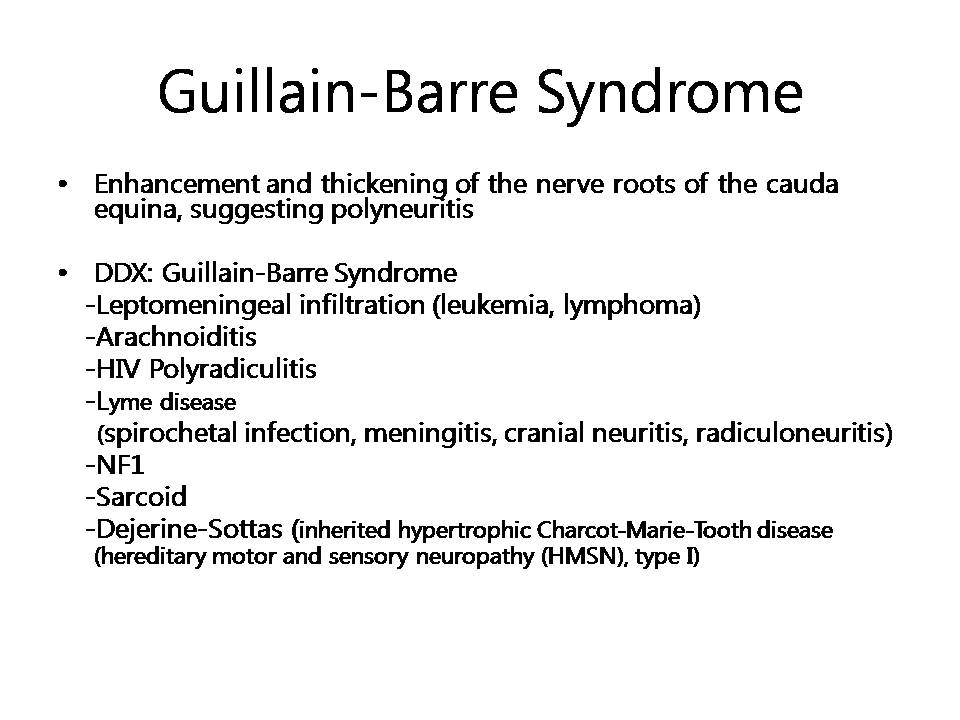 Guillain-Barre Syndrome
• Enhancement and thickening of the nerve roots of the cauda
equina, suggesting polyneuritis
• DDX: Guillain-Barre Syndrome
-Leptomeningeal infiltration (leukemia, lymphoma)
-Arachnoiditis
-HIV Polyradiculitis
-Lyme disease
(spirochetal infection, meningitis, cranial neuritis, radiculoneuritis)
-NF1
-Sarcoid
-Dejerine-Sottas (inherited hypertrophic Charcot-Marie-Tooth disease
(hereditary motor and sensory neuropathy (HMSN), type I)